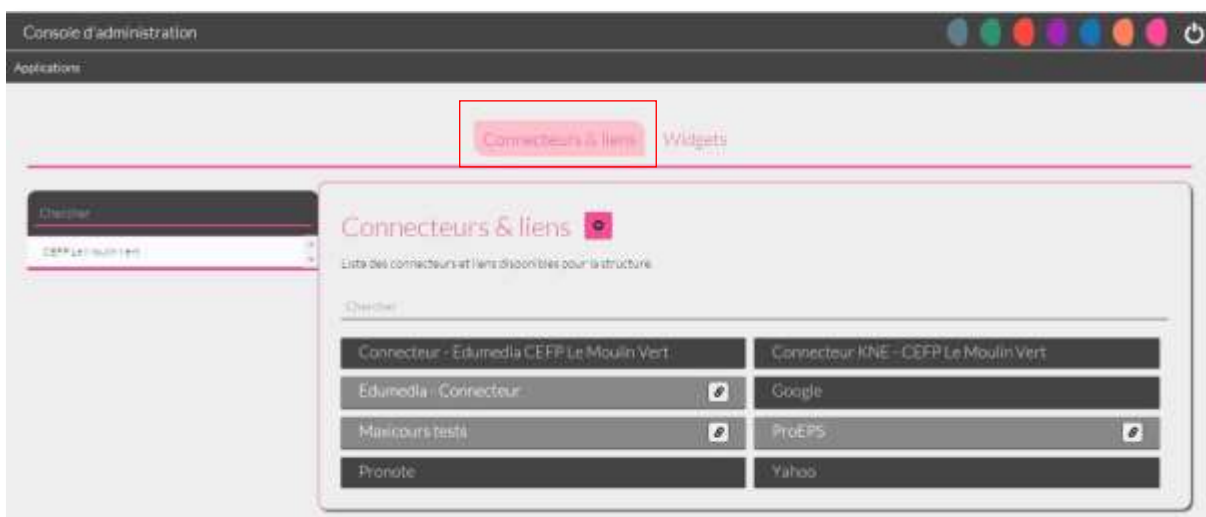 Console d'administration
Applications
Connecteurs & liens
Widgets
Chercher
CEFP Le Moulin Vert
Connecteurs & liens
Liste des connecteurs et liens disponibles pour la structure.
Chercher
Connecteur - Edumedia CEFP Le Moulin Vert
Connecteur KNE - CEFP Le Moulin Vert
Edumedia - Connecteur
Google
Maxicours tests
ProEPS
Pronote
Yahoo